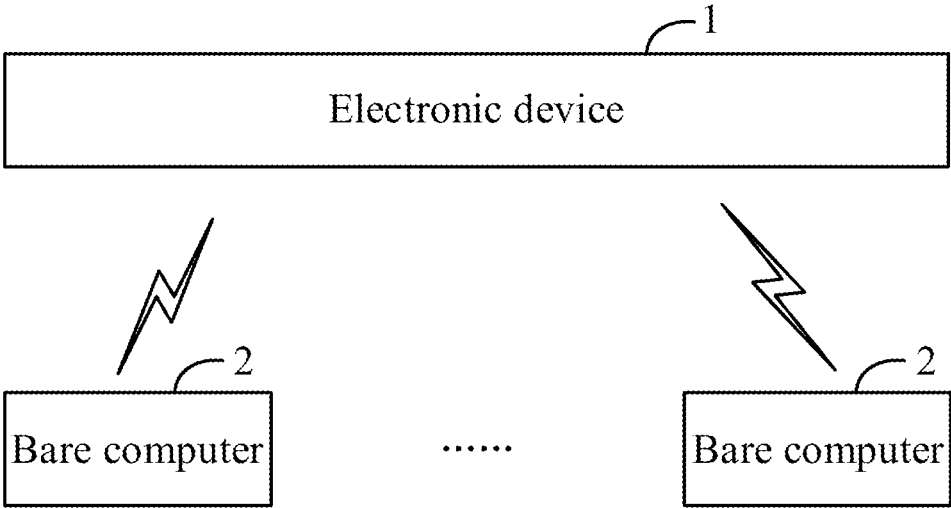 1
Electronic device
2
2
Bare computer
......
Bare computer